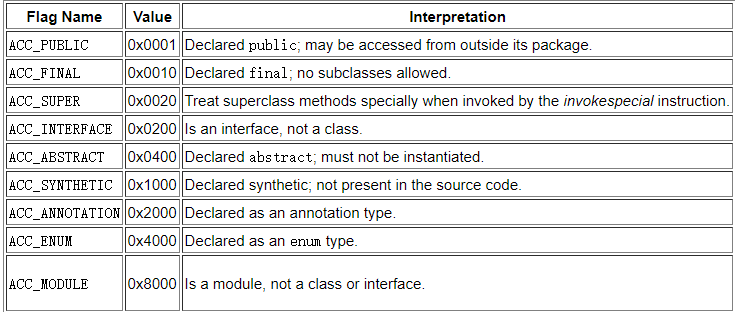 Flag Name Value Interpretation
ACC_PUBLIC 0x0001 Declared public; may be accessed from outside its package.
ACC_FINAL 0x0010 Declared final; no subclasses allowed.
ACC_SUPER 0x0020 Treat superclass methods specially when invoked by the invokespecial instruction.
ACC_INTERFACE 0x0200 Is an interface, not a class.
ACC_ABSTRACT 0x0400 Declared abstract; must not be instantiated.
ACC_SYNTHETIC 0x1000 Declared synthetic; not present in the source code.
ACC_ANNOTATION 0x2000 Declared as an annotation type.
ACC_ENUM 0x4000 Declared as an enum type.
ACC_MODULE 0x8000 Is a module, not a class or interface.